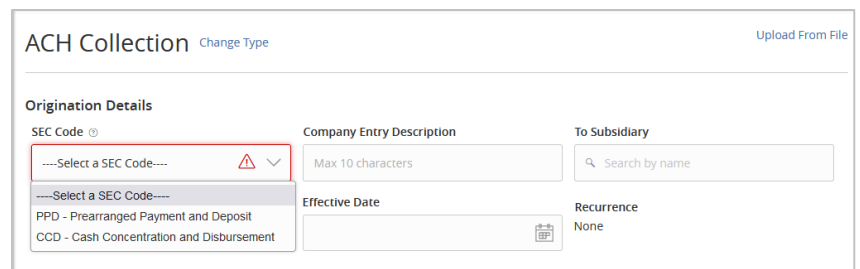 ACH Collection Change Type
Upload From File
Origination Details
SEC Code ?
Company Entry Description
To Subsidiary
----Select a SEC Code----
Max 10 characters
Search by name
----Select a SEC Code----
PPD - Prearranged Payment and Deposit
CCD - Cash Concentration and Disbursement
Effective Date
Recurrence
None